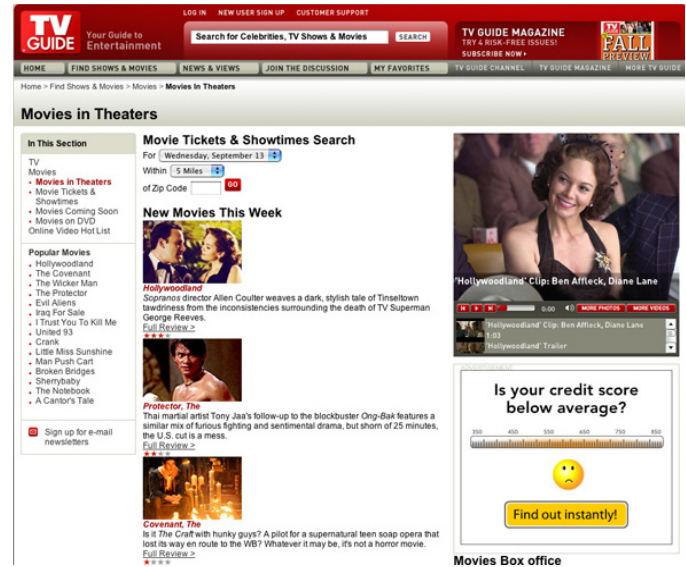 LOG IN NEW USER SIGN UP CUSTOMER SUPPORT
TV
GUIDE
Your Guide to
Entertainment
Search for Celebrities, TV Shows & Movies SEARCH
TV GUIDE MAGAZINE
TRY 4 RISK-FREE ISSUES!
SUBSCRIBE NOW
TV
GUIDE
FALL
PREVIEW
HOME FIND SHOWS & MOVIES NEWS & VIEWS JOIN THE DISCUSSION MY FAVORITES TV GUIDE CHANNEL TV GUIDE MAGAZINE MORE TV GUIDE
Home > Find Shows & Movies > Movies > Movies In Theaters
Movies in Theaters
In This Section
TV
Movies
Movies in Theaters
Movie Tickets &
Showtimes
Movies Coming Soon
Movies on DVD
Online Video Hot List
Popular Movies
Hollywoodland
The Covenant
The Wicker Man
The Protector
Evil Aliens
Iraq For Sale
I Trust You To Kill Me
United 93
Crank
Little Miss Sunshine
Man Push Cart
Broken Bridges
Sherrybaby
The Notebook
A Cantor's Tale
Sign up for e-mail
newsletters
Movie Tickets & Showtimes Search
For Wednesday, September 13
Within 5 Miles
of Zip Code GO
New Movies This Week
Hollywoodland
Sopranos director Allen Coulter weaves a dark, stylish tale of Tinseltown
tawdriness from the inconsistencies surrounding the death of TV Superman
George Reeves.
Full Review >
Protector, The
Thai martial artist Tony Jaa's follow-up to the blockbuster Ong-Bak features a
similar mix of furious fighting and sentimental drama, but shorn of 25 minutes,
the U.S. cut is a mess.
Full Review >
Covenant, The
Is it The Craft with hunky guys? A pilot for a supernatural teen soap opera that
lost its way en route to the WB? Whatever it may be, it's not a horror movie.
Full Review >
'Hollywoodland' Clip: Ben Affleck, Diane Lane
0:00 MORE PHOTOS MORE VIDEOS
'Hollywoodland' Clip: Ben Affleck, Diane Lane
1:03
'Hollywoodland' Trailer
ADVERTISEMENT
Is your credit score
below average?
350 450 550 650 750 850
Find out instantly!
Movies Box office